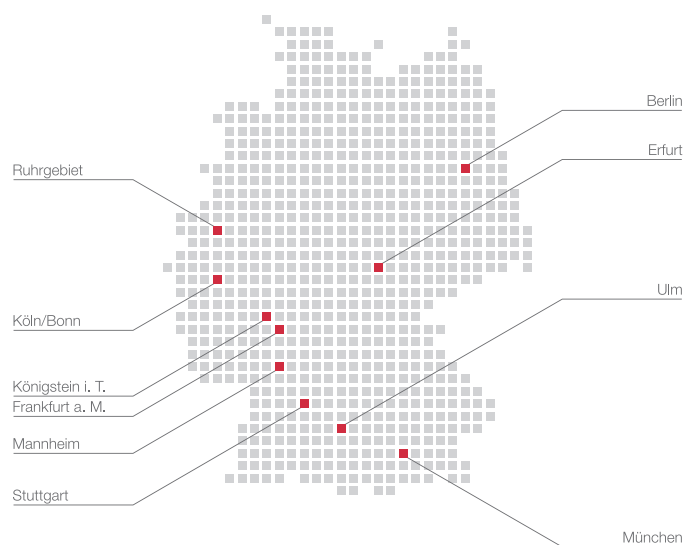 Berlin
Erfurt
Ruhrgebiet
Ulm
Köln/Bonn
Königstein i. T.
Frankfurt a. M.
Mannheim
Stuttgart
München